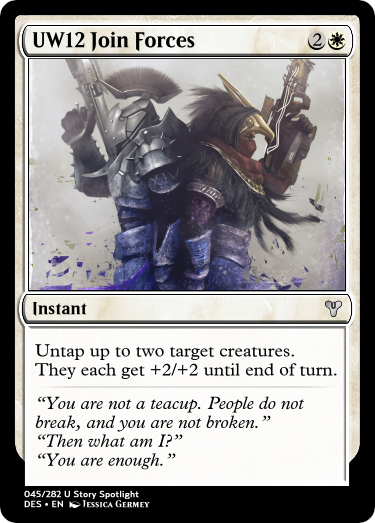 UW12 Join Forces
2
Instant
Untap up to two target creatures.
They each get +2/+2 until end of turn.
“You are not a teacup. People do not
break, and you are not broken.”
“Then what am I?”
“You are enough.”
045/282 U Story Spotlight
DES • EN Jessica Germey